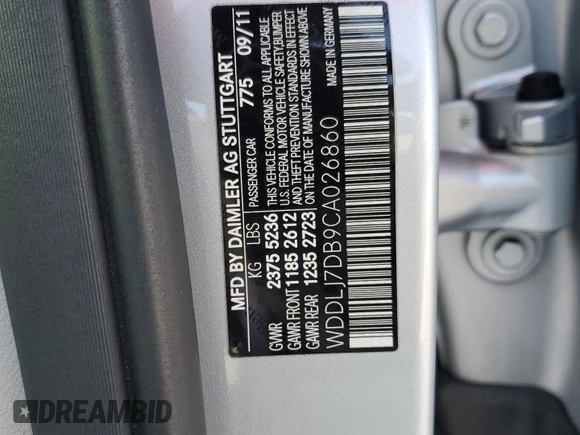 MFD BY DAIMLER AG STUTTGART
PASSENGER CAR 775 09/11
KG LBS
GVWR 2375 5236
GAWR FRONT 1185 2612
GAWR REAR 1235 2723
THIS VEHICLE CONFORMS TO ALL APPLICABLE
U.S. FEDERAL MOTOR VEHICLE SAFETY, BUMPER
AND THEFT PREVENTION STANDARDS IN EFFECT
ON THE DATE OF MANUFACTURE SHOWN ABOVE
WDDLJ7DB9CA026860
MADE IN GERMANY
DREAMBID